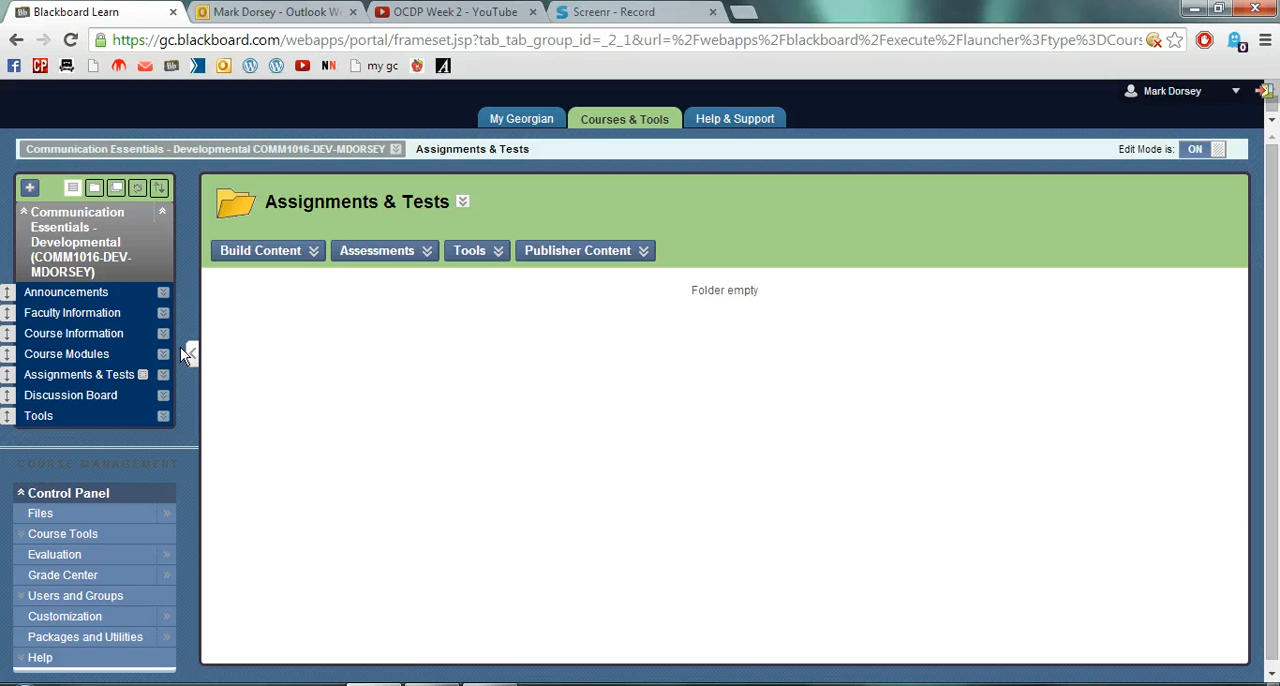 Blackboard Learn
Mark Dorsey - Outlook W
OCDP Week 2 - YouTube
Screenr - Record
https://gc.blackboard.com/webapps/portal/frameset.jsp?tab_tab_group_id=_2_1&url=%2Fwebapps%2Fblackboard%2Fexecute%2Flauncher%3Ftype%3DCours
my gc
Mark Dorsey
My Georgian
Courses & Tools
Help & Support
Communication Essentials - Developmental COMM1016-DEV-MDORSEY
Assignments & Tests
Edit Mode is:
ON
Communication
Essentials -
Developmental
(COMM1016-DEV-
MDORSEY)
Announcements
Faculty Information
Course Information
Course Modules
Assignments & Tests
Discussion Board
Tools
COURSE MANAGEMENT
Control Panel
Files
Course Tools
Evaluation
Grade Center
Users and Groups
Customization
Packages and Utilities
Help
Assignments & Tests
Build Content
Assessments
Tools
Publisher Content
Folder empty